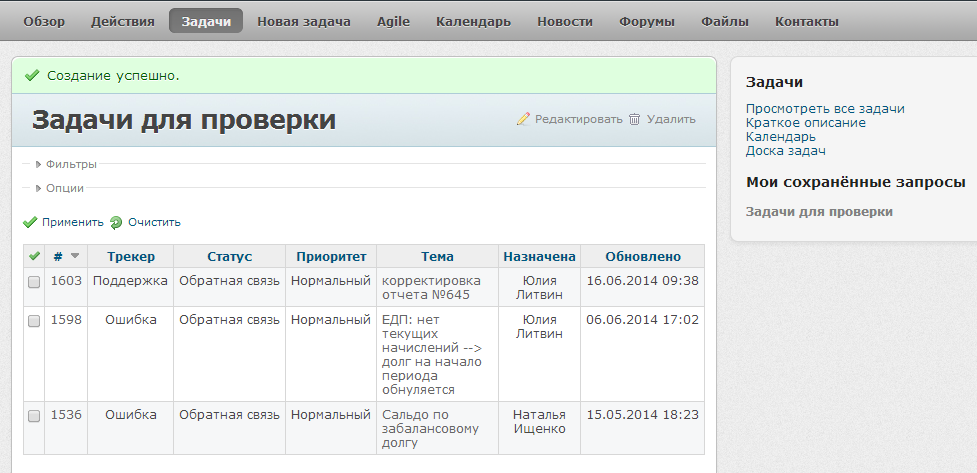 Обзор Действия Задачи Новая задача Agile Календарь Новости Форумы Файлы Контакты
Создание успешно.
Задачи для проверки
Редактировать Удалить
Фильтры
Опции
Применить Очистить
# Трекер Статус Приоритет Тема Назначена Обновлено
1603 Поддержка Обратная связь Нормальный корректировка Юлия 16.06.2014 09:38
отчета №645 Литвин
1598 Ошибка Обратная связь Нормальный ЕДП: нет Юлия 06.06.2014 17:02
текущих Литвин
начислений -->
долг на начало
периода
обнуляется
1536 Ошибка Обратная связь Нормальный Сальдо по Наталья 15.05.2014 18:23
забалансовому Ищенко
долгу
Задачи
Просмотреть все задачи
Краткое описание
Календарь
Доска задач
Мои сохранённые запросы
Задачи для проверки